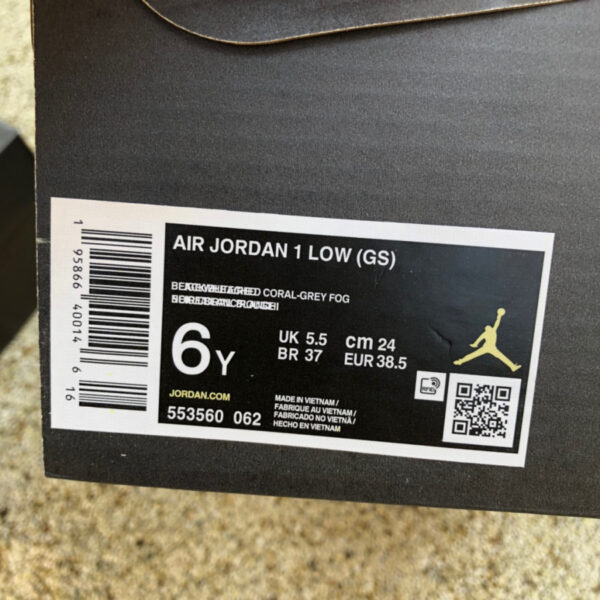 AIR JORDAN 1 LOW (GS)
CORAL-GREY FOG
6Y
UK 5.5 cm 24
BR 37 EUR 38.5
RFID
JORDAN.COM
553560 062
MADE IN VIETNAM /
FABRIQUE AU VIETNAM /
FABRICADO NO VIETNÃ /
HECHO EN VIETNAM
1 95866 40014 6 16